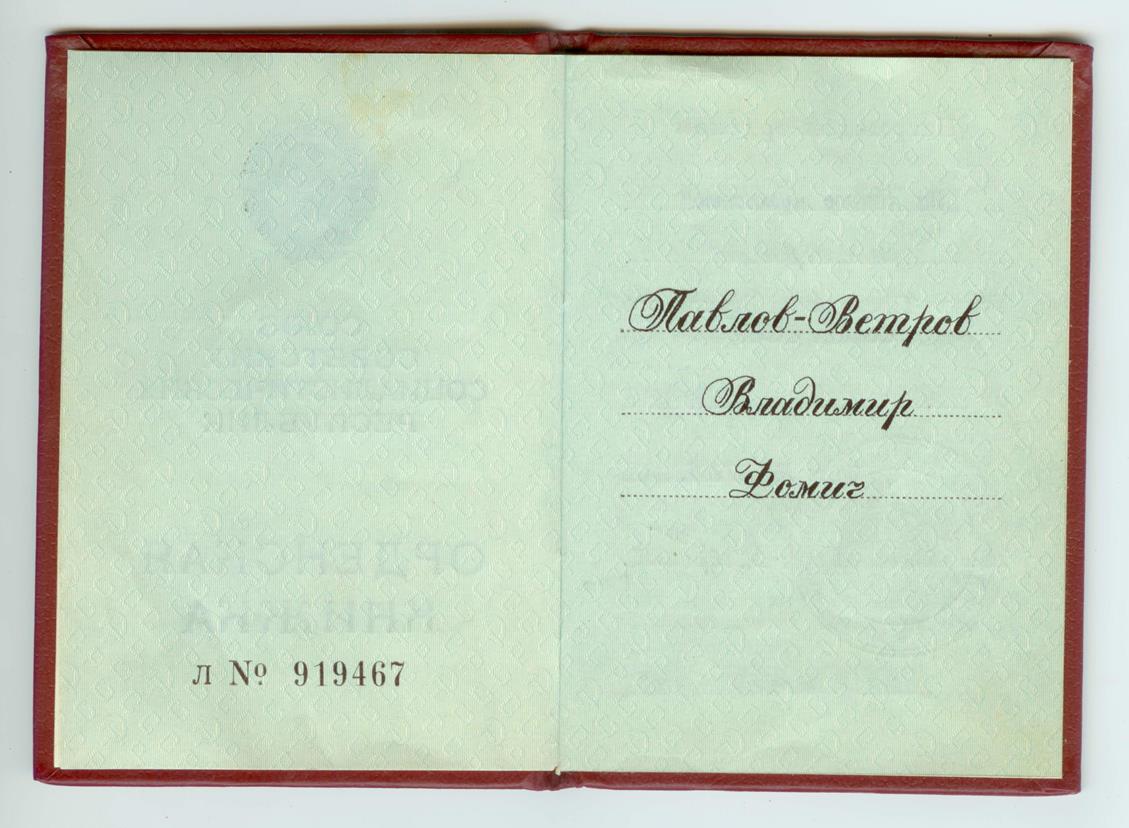 л № 919467
Павлов-Ветров
Владимир
Фомич